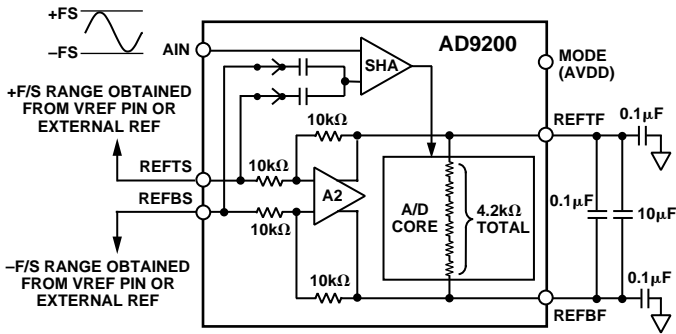 +FS
–FS
AIN
AD9200
SHA
MODE
(AVDD)
+F/S RANGE OBTAINED
FROM VREF PIN OR
EXTERNAL REF
10kΩ
REFTF
0.1µF
REFTS
10kΩ
A2
A/D
CORE
4.2kΩ
TOTAL
0.1µF
10µF
REFBS
10kΩ
–F/S RANGE OBTAINED
FROM VREF PIN OR
EXTERNAL REF
10kΩ
0.1µF
REFBF